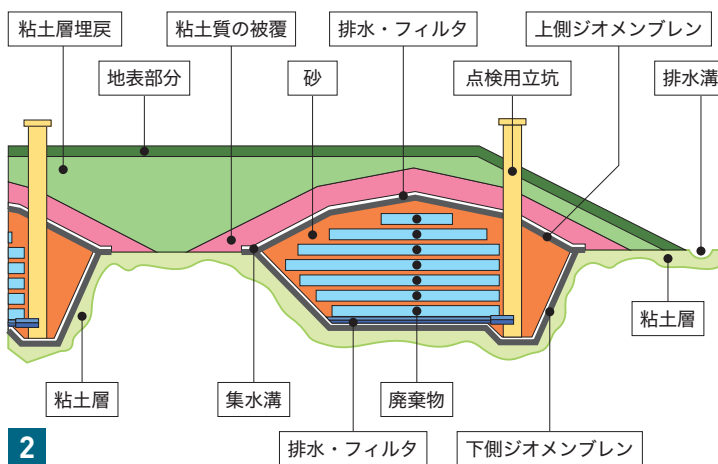 粘土層埋戻
粘土質の被覆
排水・フィルタ
上側ジオメンブレン
地表部分
砂
点検用立坑
排水溝
粘土層
粘土層
集水溝
廃棄物
排水・フィルタ
下側ジオメンブレン
2